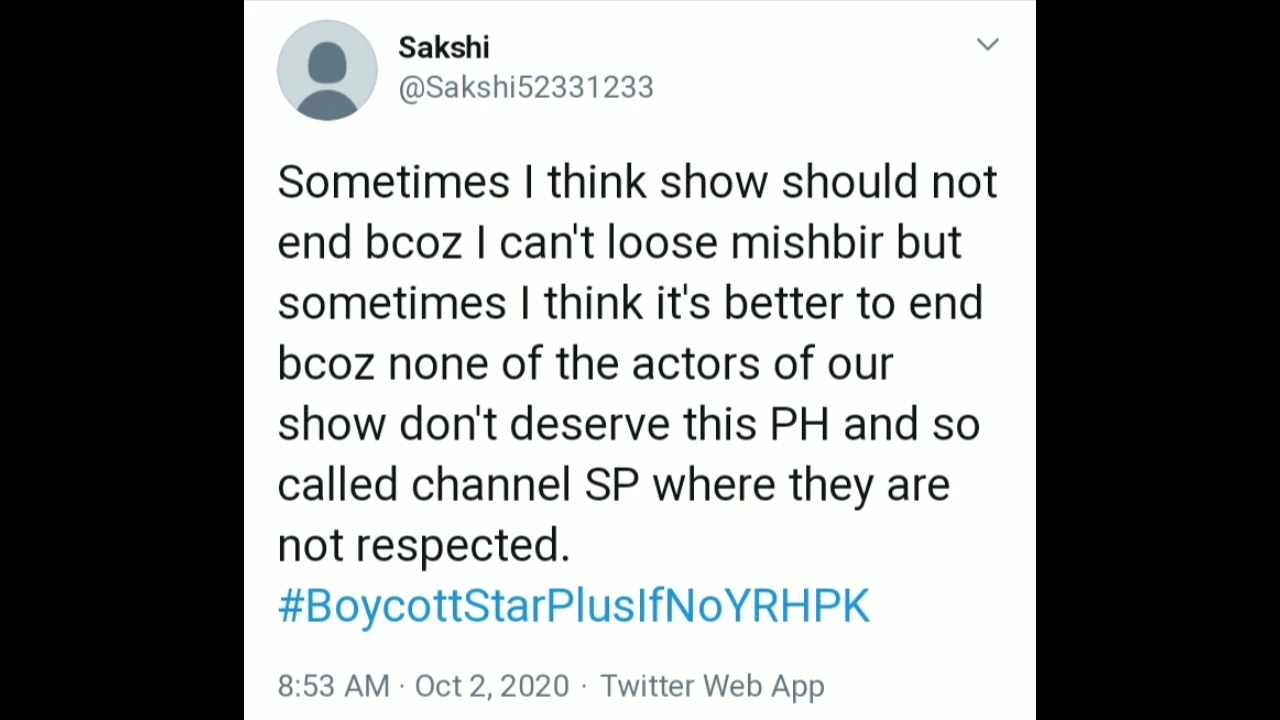 Sakshi
@Sakshi52331233
Sometimes I think show should not
end bcoz I can't loose mishbir but
sometimes I think it's better to end
bcoz none of the actors of our
show don't deserve this PH and so
called channel SP where they are
not respected.
#BoycottStarPlusIfNoYRHPK
8:53 AM · Oct 2, 2020 · Twitter Web App